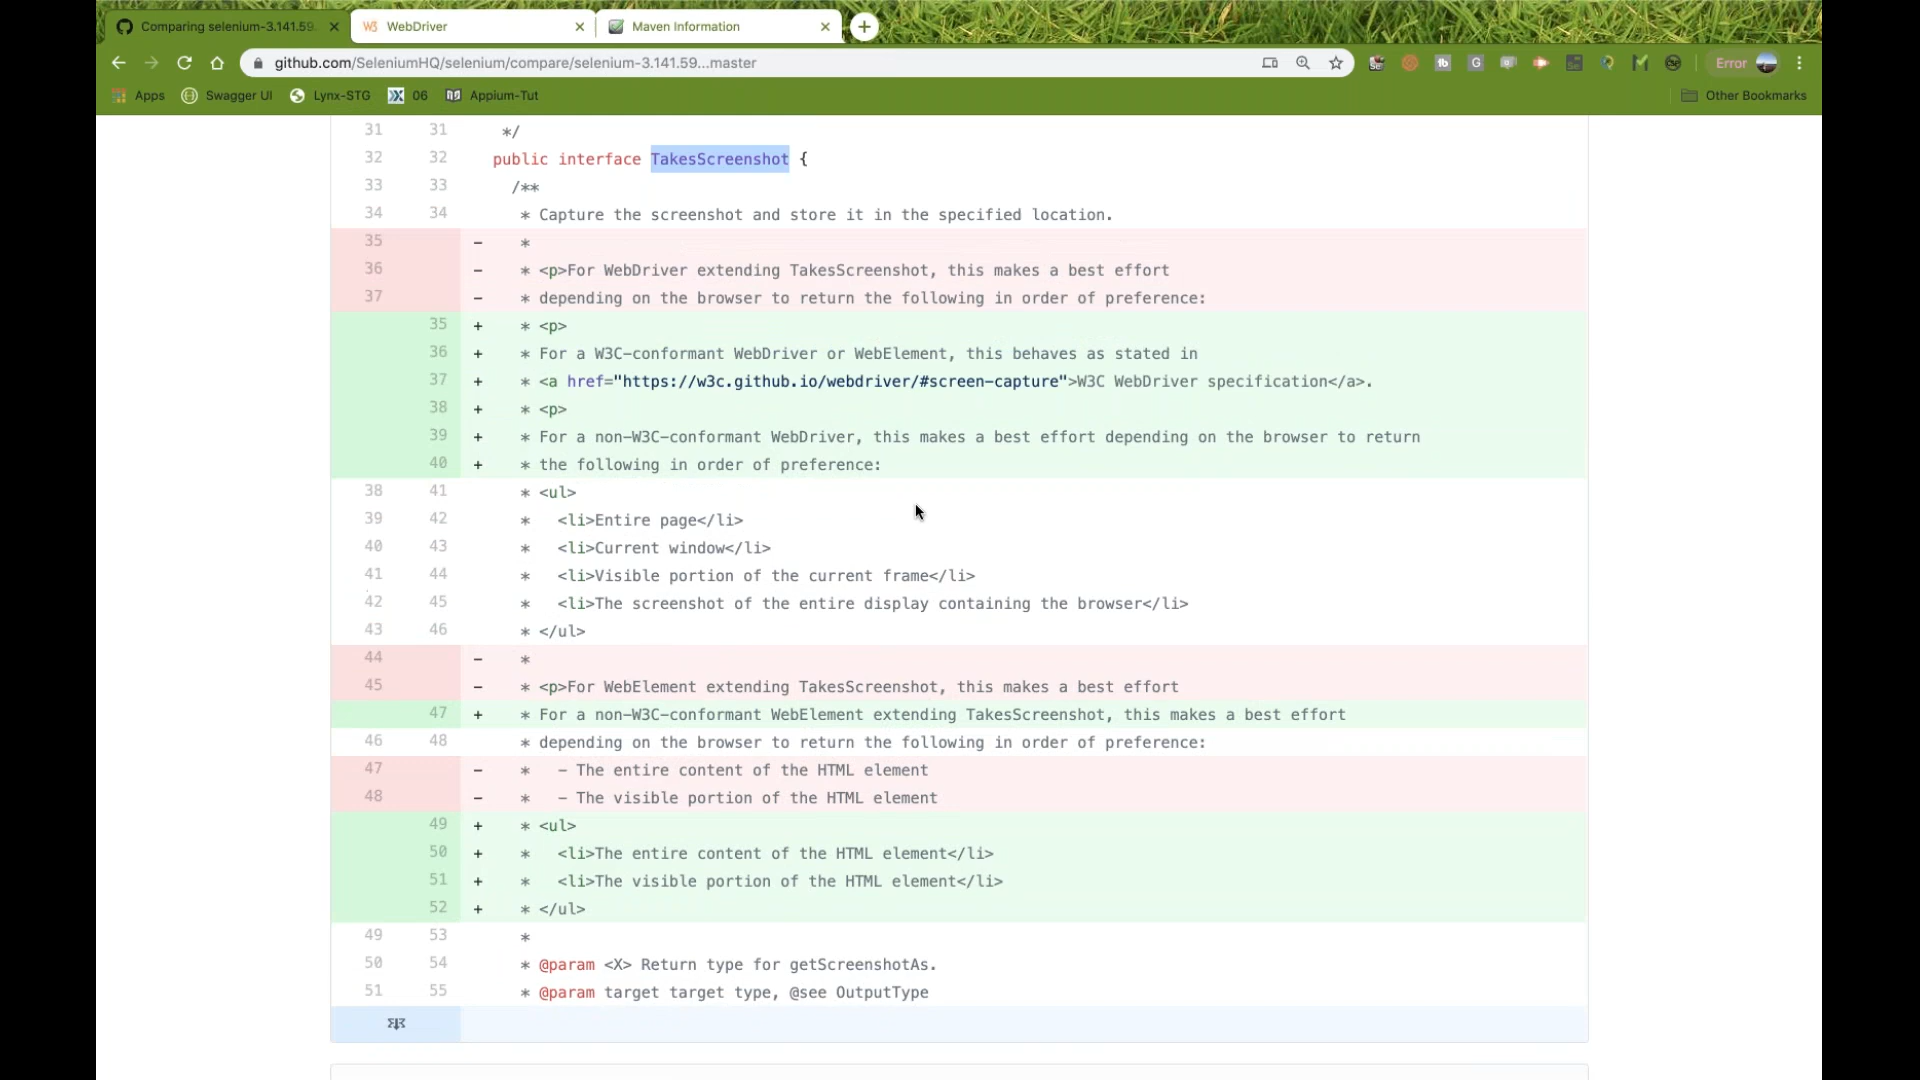 Comparing selenium-3.141.59.
WebDriver
Maven Information
github.com/SeleniumHQ/selenium/compare/selenium-3.141.59...master
Error
Apps
Swagger UI
Lynx-STG
06
Appium-Tut
Other Bookmarks
31 31 */
32 32 public interface TakesScreenshot {
33 33 /**
34 34 * Capture the screenshot and store it in the specified location.
35 - *
36 - * <p>For WebDriver extending TakesScreenshot, this makes a best effort
37 - * depending on the browser to return the following in order of preference:
35 + * <p>
36 + * For a W3C-conformant WebDriver or WebElement, this behaves as stated in
37 + * <a href="https://w3c.github.io/webdriver/#screen-capture">W3C WebDriver specification</a>.
38 + * <p>
39 + * For a non-W3C-conformant WebDriver, this makes a best effort depending on the browser to return
40 + * the following in order of preference:
38 41 * <ul>
39 42 * <li>Entire page</li>
40 43 * <li>Current window</li>
41 44 * <li>Visible portion of the current frame</li>
42 45 * <li>The screenshot of the entire display containing the browser</li>
43 46 * </ul>
44 - *
45 - * <p>For WebElement extending TakesScreenshot, this makes a best effort
47 + * For a non-W3C-conformant WebElement extending TakesScreenshot, this makes a best effort
46 48 * depending on the browser to return the following in order of preference:
47 - * - The entire content of the HTML element
48 - * - The visible portion of the HTML element
49 + * <ul>
50 + * <li>The entire content of the HTML element</li>
51 + * <li>The visible portion of the HTML element</li>
52 + * </ul>
49 53 *
50 54 * @param <X> Return type for getScreenshotAs.
51 55 * @param target target type, @see OutputType